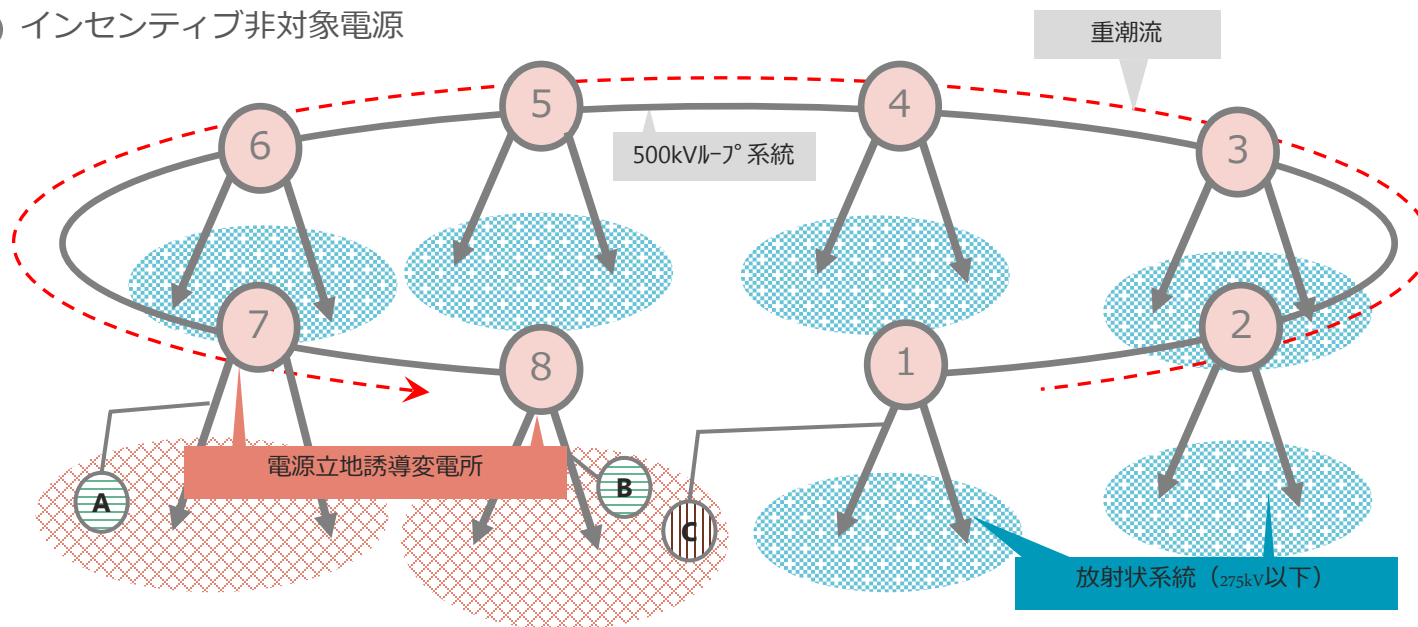 ) インセンティブ非対象電源
重潮流
5
4
500kVループ系統
6
3
7
2
8
1
電源立地誘導変電所
A
B
C
放射状系統（275kV以下）